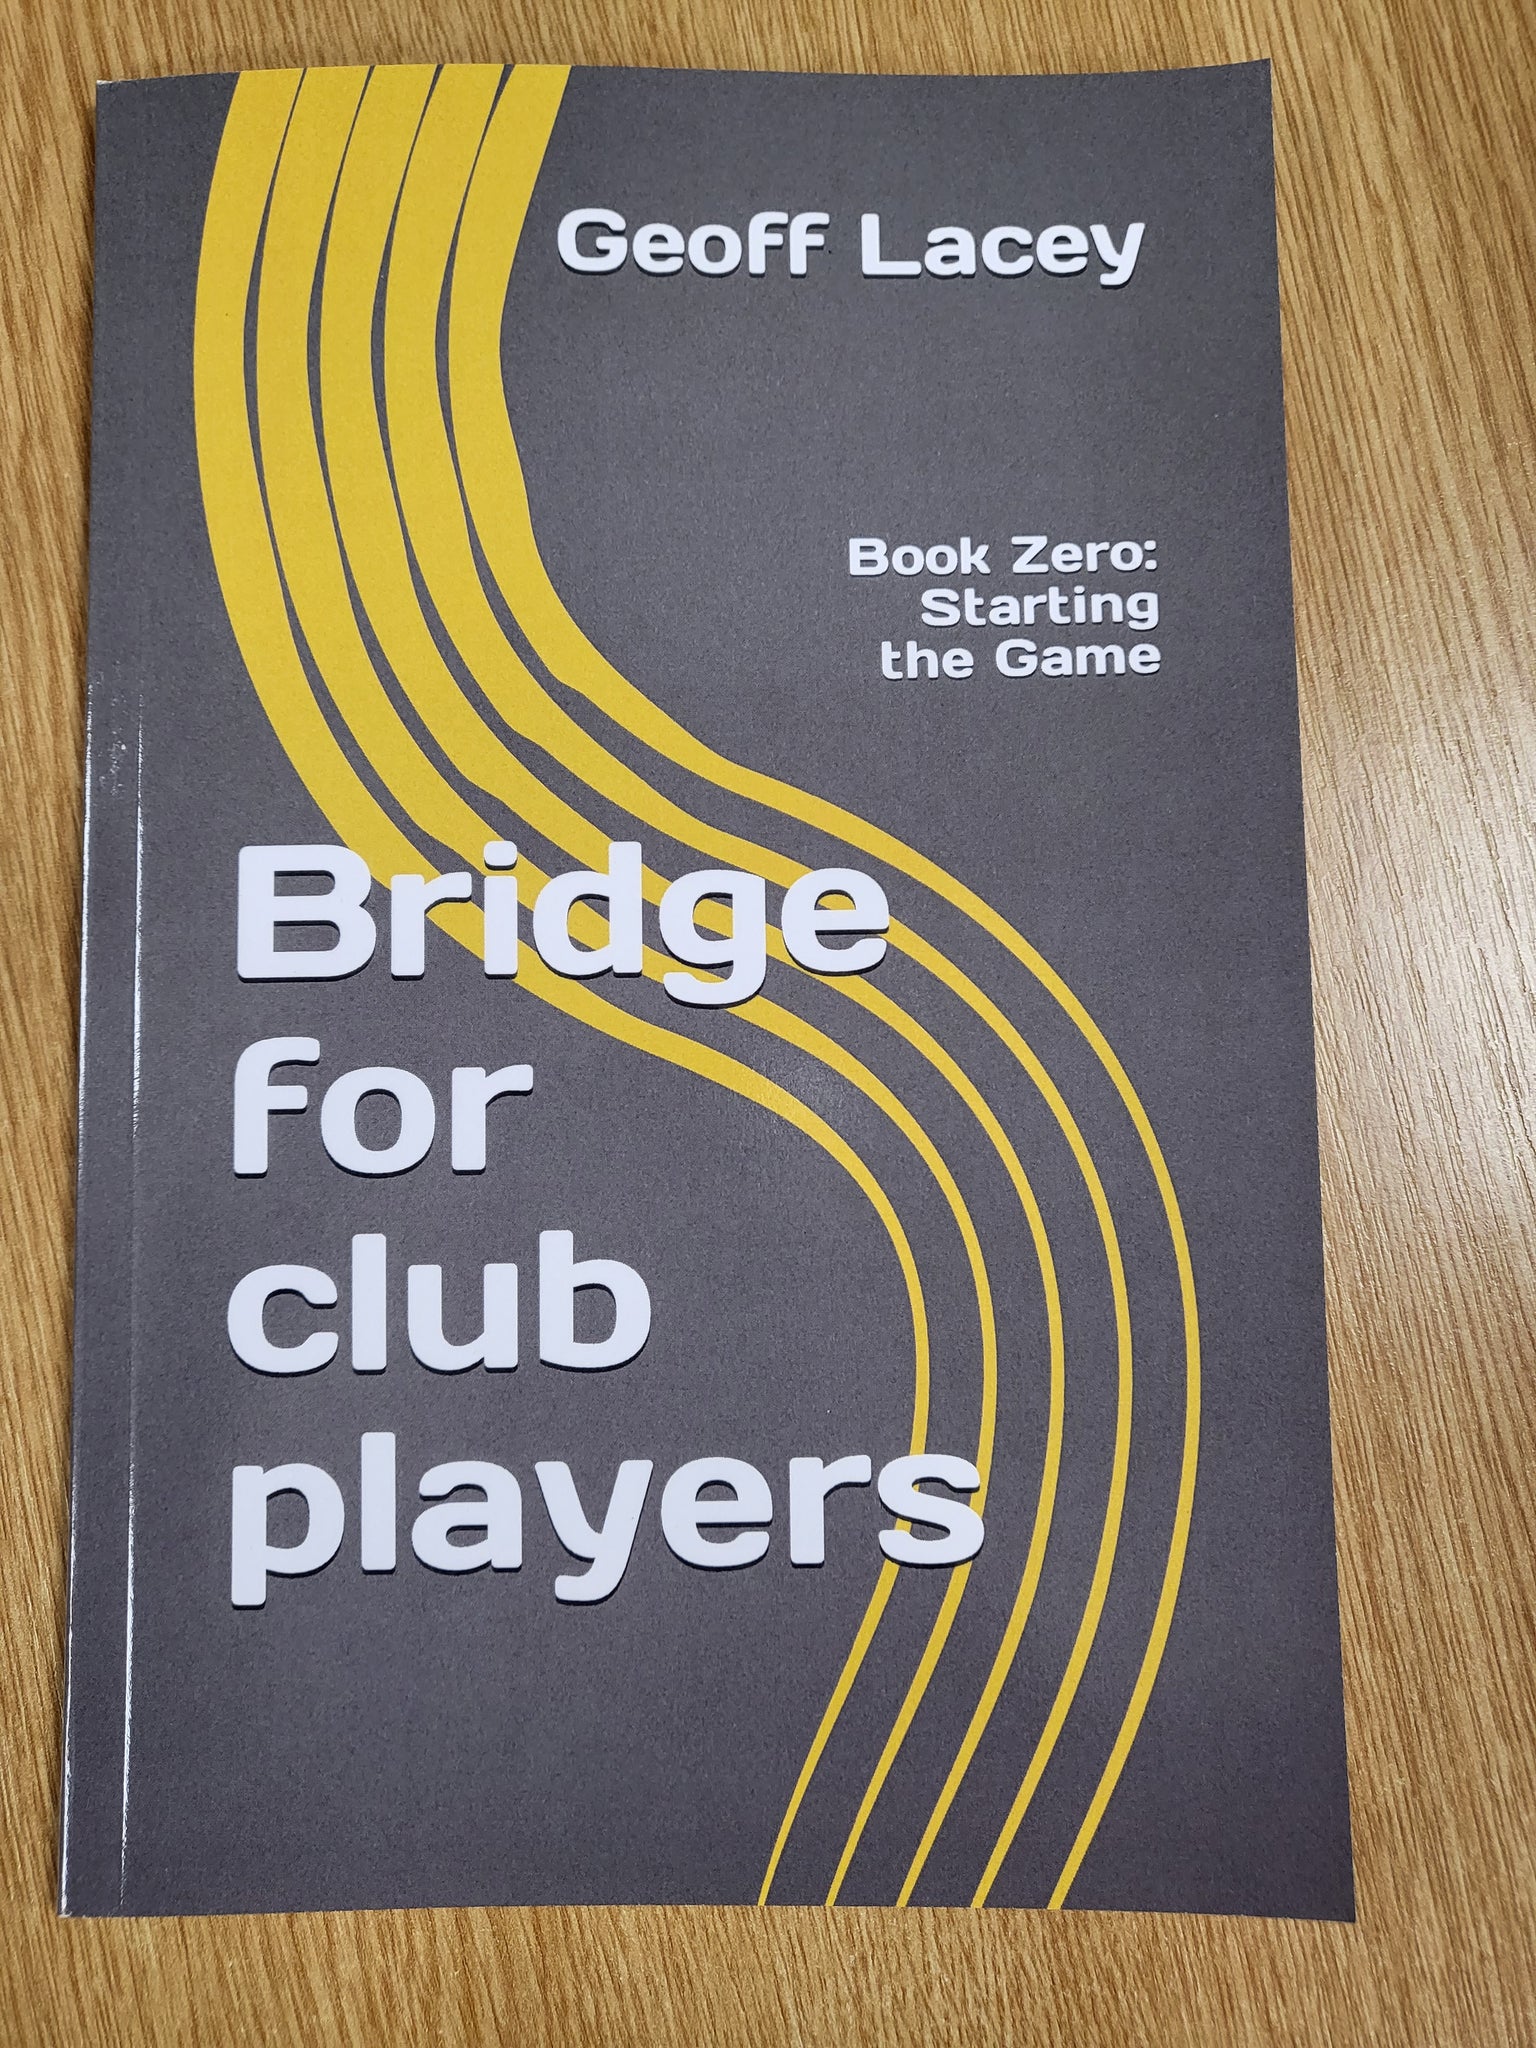 Geoff Lacey
Book Zero:
Starting
the Game
Bridge
for
club
players